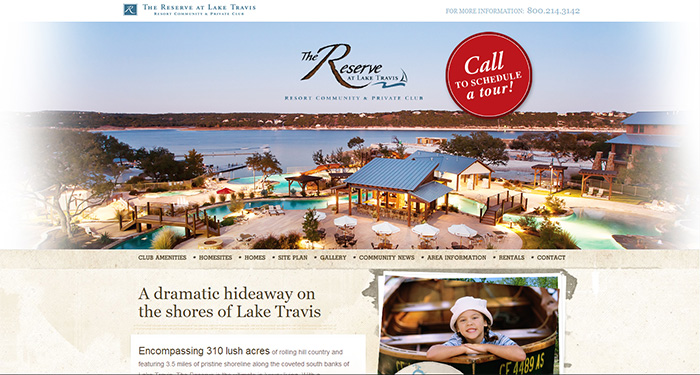 THE RESERVE AT LAKE TRAVIS
RESORT COMMUNITY & PRIVATE CLUB
FOR MORE INFORMATION: 800.214.3142
The Reserve
AT LAKE TRAVIS
RESORT COMMUNITY & PRIVATE CLUB
Call
TO SCHEDULE
a tour!
CLUB AMENITIES • HOMESITES • HOMES • SITE PLAN • GALLERY • COMMUNITY NEWS • AREA INFORMATION • RENTALS • CONTACT
A dramatic hideaway on
the shores of Lake Travis
Encompassing 310 lush acres of rolling hill country and
featuring 3.5 miles of pristine shoreline along the coveted south banks of
CF 4489 AS